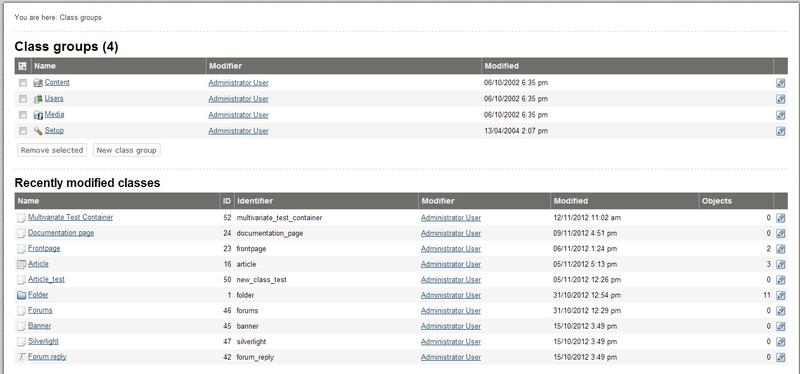 You are here: Class groups
Class groups (4)
Name Modifier Modified
Content Administrator User 06/10/2002 6:35 pm
Users Administrator User 06/10/2002 6:35 pm
Media Administrator User 06/10/2002 6:35 pm
Setup Administrator User 13/04/2004 2:07 pm
Remove selected New class group
Recently modified classes
Name ID Identifier Modifier Modified Objects
Multivariate Test Container 52 multivariate_test_container Administrator User 12/11/2012 11:02 am 0
Documentation page 24 documentation_page Administrator User 09/11/2012 4:51 pm 0
Frontpage 23 frontpage Administrator User 06/11/2012 1:24 pm 2
Article 16 article Administrator User 05/11/2012 5:13 pm 3
Article_test 50 new_class_test Administrator User 05/11/2012 12:26 pm 0
Folder 1 folder Administrator User 31/10/2012 12:54 pm 11
Forums 46 forums Administrator User 31/10/2012 12:29 pm 0
Banner 45 banner Administrator User 15/10/2012 3:49 pm 0
Silverlight 47 silverlight Administrator User 15/10/2012 3:49 pm 0
Forum reply 42 forum_reply Administrator User 15/10/2012 3:49 pm 0